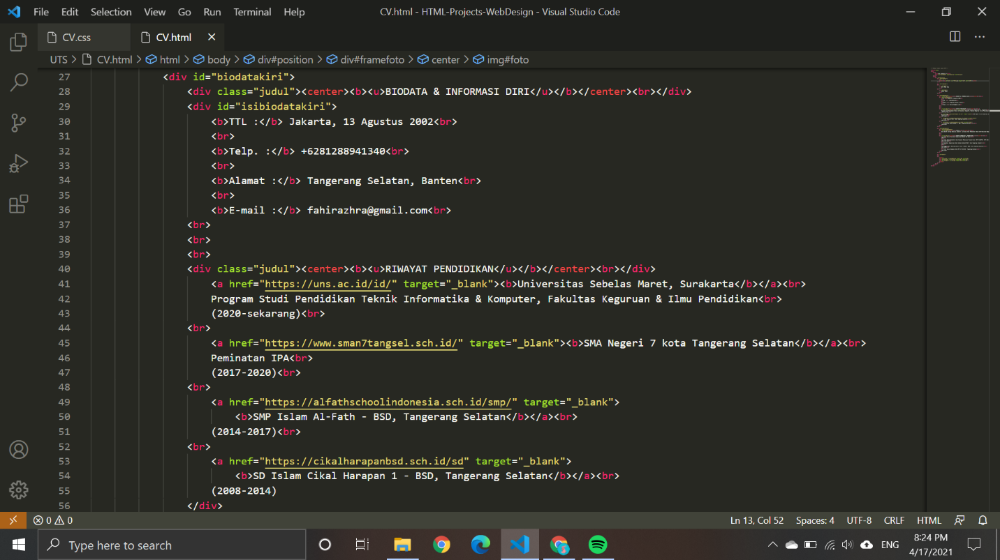 File Edit Selection View Go Run Terminal Help CV.html - HTML-Projects-WebDesign - Visual Studio Code
CV.css CV.html
UTS > CV.html > html > body > div#position > div#framefoto > center > img#foto
27 <div id="biodatakiri">
28 <div class="judul"><center><b><u>BIODATA & INFORMASI DIRI</u></b></center><br></div>
29 <div id="isibiodatakiri">
30 <b>TTL :</b> Jakarta, 13 Agustus 2002<br>
31 <br>
32 <b>Telp. :</b> +6281288941340<br>
33 <br>
34 <b>Alamat :</b> Tangerang Selatan, Banten<br>
35 <br>
36 <b>E-mail :</b> fahirazhra@gmail.com<br>
37 <br>
38 <br>
39 <br>
40 <div class="judul"><center><b><u>RIWAYAT PENDIDIKAN</u></b></center><br></div>
41 <a href="https://uns.ac.id/id/" target="_blank"><b>Universitas Sebelas Maret, Surakarta</b></a><br>
42 Program Studi Pendidikan Teknik Informatika & Komputer, Fakultas Keguruan & Ilmu Pendidikan<br>
43 (2020-sekarang)<br>
44 <br>
45 <a href="https://www.sman7tangsel.sch.id/" target="_blank"><b>SMA Negeri 7 kota Tangerang Selatan</b></a><br>
46 Peminatan IPA<br>
47 (2017-2020)<br>
48 <br>
49 <a href="https://alfathschoolindonesia.sch.id/smp/" target="_blank">
50 <b>SMP Islam Al-Fath - BSD, Tangerang Selatan</b></a><br>
51 (2014-2017)<br>
52 <br>
53 <a href="https://cikalharapanbsd.sch.id/sd" target="_blank">
54 <b>SD Islam Cikal Harapan 1 - BSD, Tangerang Selatan</b></a><br>
55 (2008-2014)
56 </div>
0 0 Ln 13, Col 52 Spaces: 4 UTF-8 CRLF HTML
Type here to search ENG 8:24 PM
4/17/2021